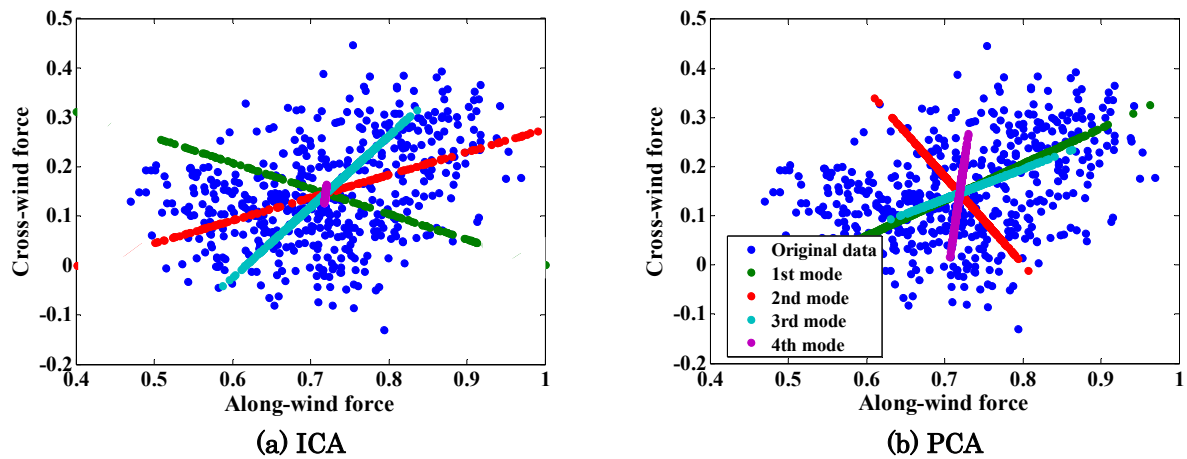 0.5
0.4
0.3
0.2
0.1
0
-0.1
-0.2
0.4
0.5
0.6
0.7
0.8
0.9
1
Cross-wind force
Along-wind force
(a) ICA
0.5
0.4
0.3
0.2
0.1
0
-0.1
-0.2
0.4
0.5
0.6
0.7
0.8
0.9
1
Cross-wind force
Along-wind force
Original data
1st mode
2nd mode
3rd mode
4th mode
(b) PCA